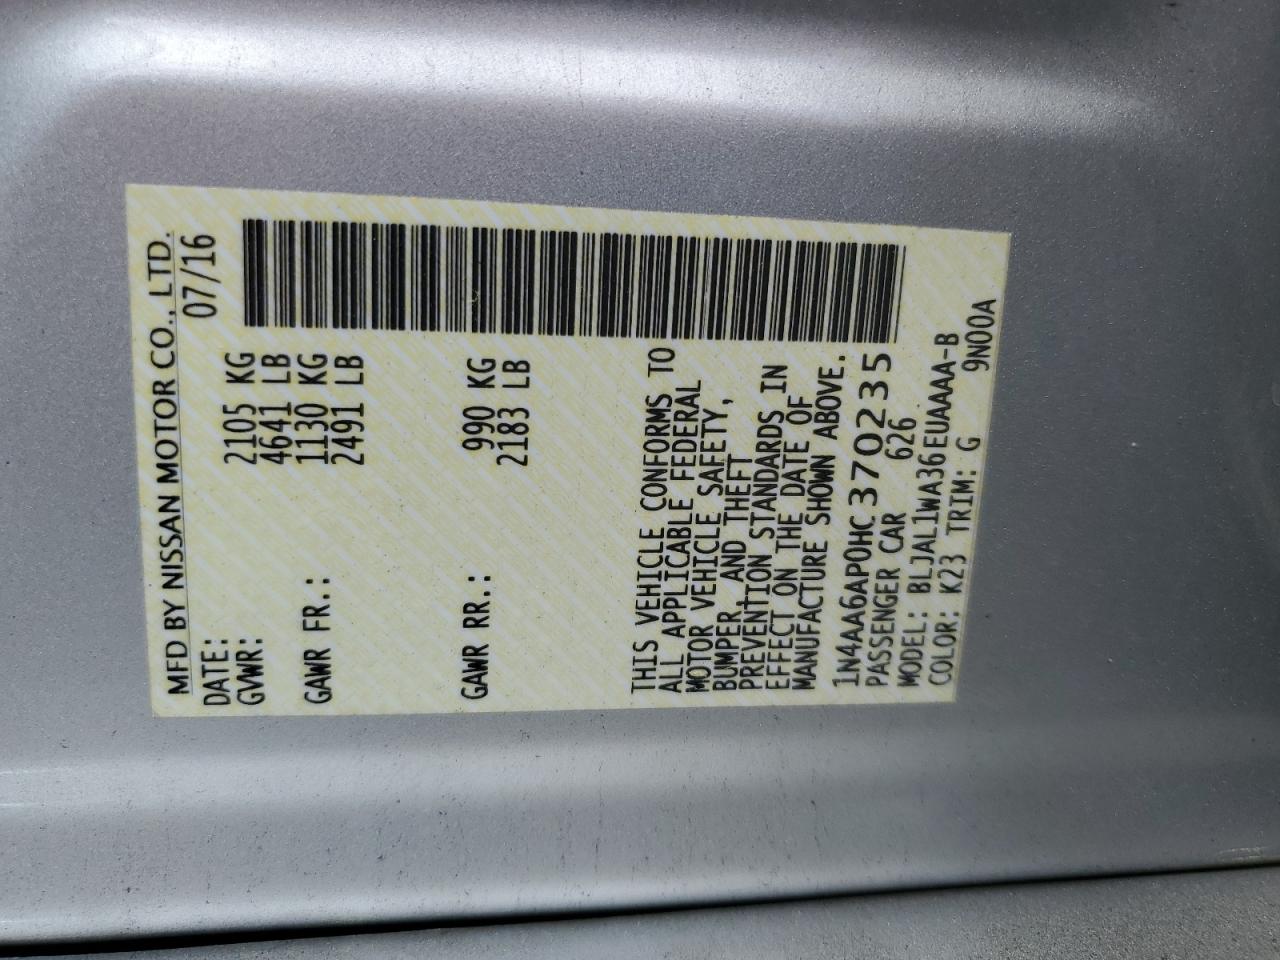 MFD BY NISSAN MOTOR CO., LTD.
DATE: 07/16
GVWR: 2105 KG
4641 LB
GAWR FR.: 1130 KG
2491 LB
GAWR RR.: 990 KG
2183 LB
THIS VEHICLE CONFORMS TO
ALL APPLICABLE FEDERAL
MOTOR VEHICLE SAFETY,
BUMPER, AND THEFT
PREVENTION STANDARDS IN
EFFECT ON THE DATE OF
MANUFACTURE SHOWN ABOVE.
1N4AA6AP0HC370235
PASSENGER CAR 626
MODEL: BLJAL1WA36EUAAAA-B
COLOR: K23 TRIM: G 9N00A